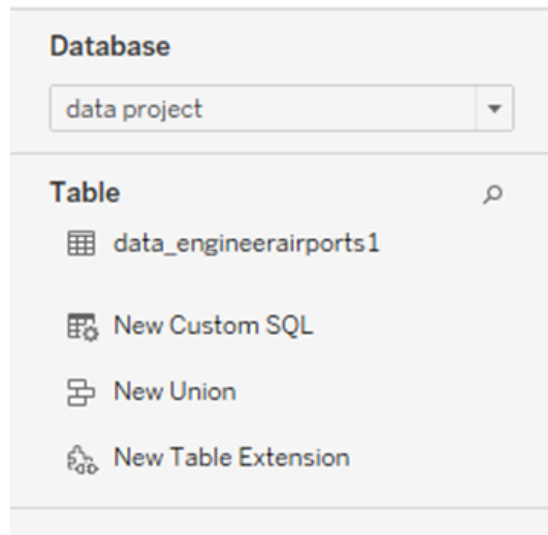 Database
data project
Table
data_engineerairports1
New Custom SQL
New Union
New Table Extension